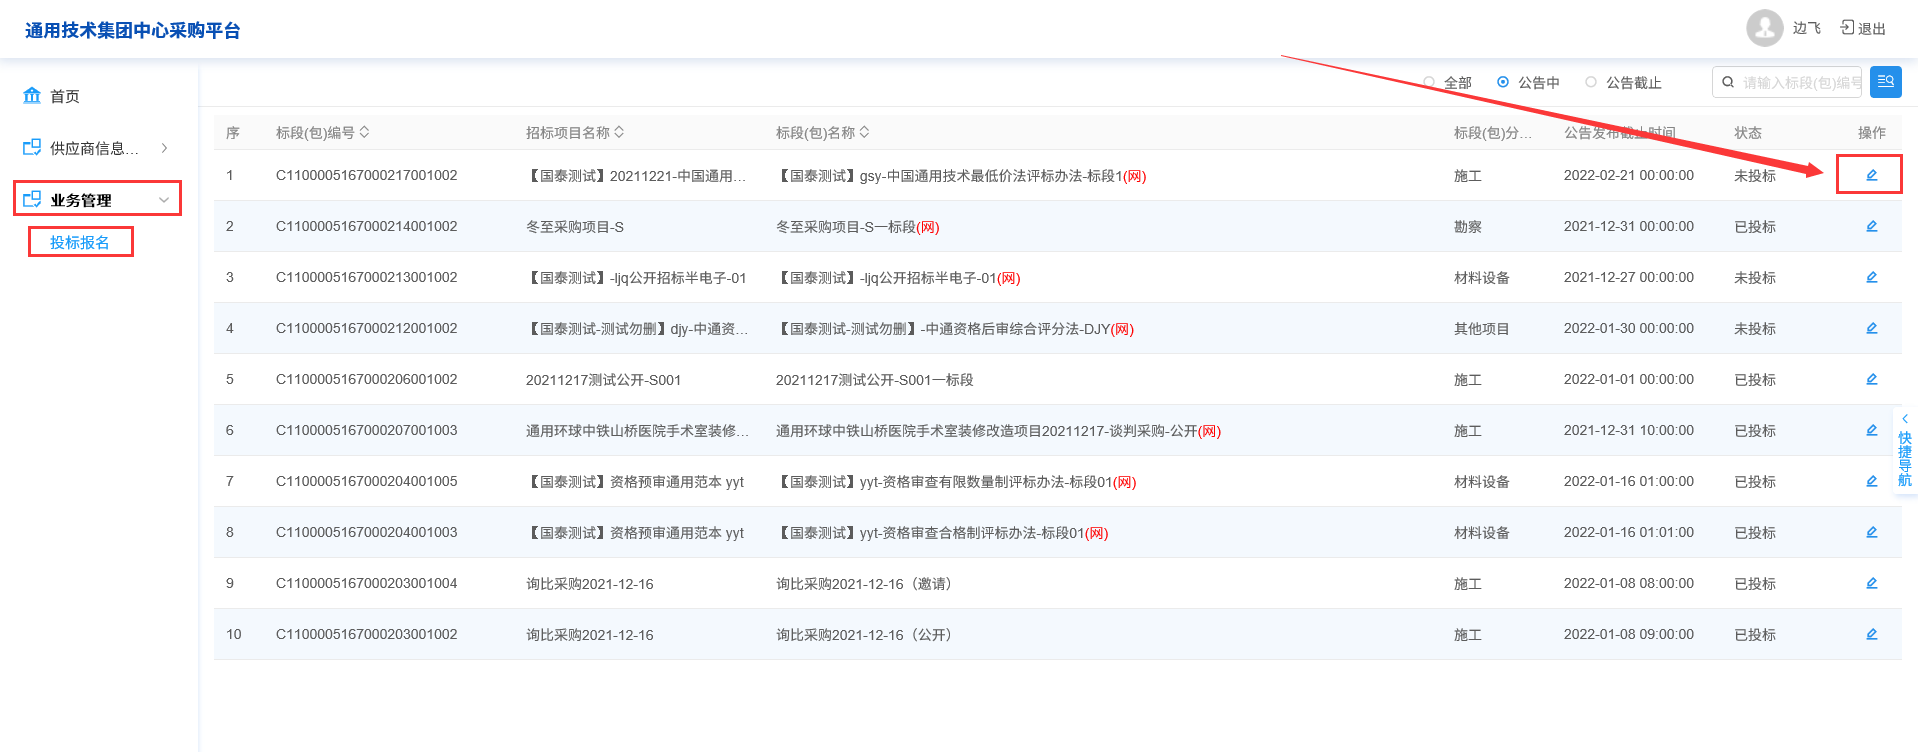 通用技术集团中心采购平台
边飞 退出
首页
供应商信息...
业务管理
投标报名
全部 公告中 公告截止 请输入标段(包)编号
序 标段(包)编号 招标项目名称 标段(包)名称 标段(包)分... 公告发布截止时间 状态 操作
1 C1100005167000217001002 【国泰测试】20211221-中国通用... 【国泰测试】gsy-中国通用技术最低价法评标办法-标段1(网) 施工 2022-02-21 00:00:00 未投标
2 C1100005167000214001002 冬至采购项目-S 冬至采购项目-S一标段(网) 勘察 2021-12-31 00:00:00 已投标
3 C1100005167000213001002 【国泰测试】-ljq公开招标半电子-01 【国泰测试】-ljq公开招标半电子-01(网) 材料设备 2021-12-27 00:00:00 未投标
4 C1100005167000212001002 【国泰测试-测试勿删】djy-中通资... 【国泰测试-测试勿删】-中通资格后审综合评分法-DJY(网) 其他项目 2022-01-30 00:00:00 未投标
5 C1100005167000206001002 20211217测试公开-S001 20211217测试公开-S001一标段 施工 2022-01-01 00:00:00 已投标
6 C1100005167000207001003 通用环球中铁山桥医院手术室装修... 通用环球中铁山桥医院手术室装修改造项目20211217-谈判采购-公开(网) 施工 2021-12-31 10:00:00 已投标
7 C1100005167000204001005 【国泰测试】资格预审通用范本 yyt 【国泰测试】yyt-资格审查有限数量制评标办法-标段01(网) 材料设备 2022-01-16 01:00:00 已投标
8 C1100005167000204001003 【国泰测试】资格预审通用范本 yyt 【国泰测试】yyt-资格审查合格制评标办法-标段01(网) 材料设备 2022-01-16 01:01:00 已投标
9 C1100005167000203001004 询比采购2021-12-16 询比采购2021-12-16（邀请） 施工 2022-01-08 08:00:00 已投标
10 C1100005167000203001002 询比采购2021-12-16 询比采购2021-12-16（公开） 施工 2022-01-08 09:00:00 已投标
快捷导航